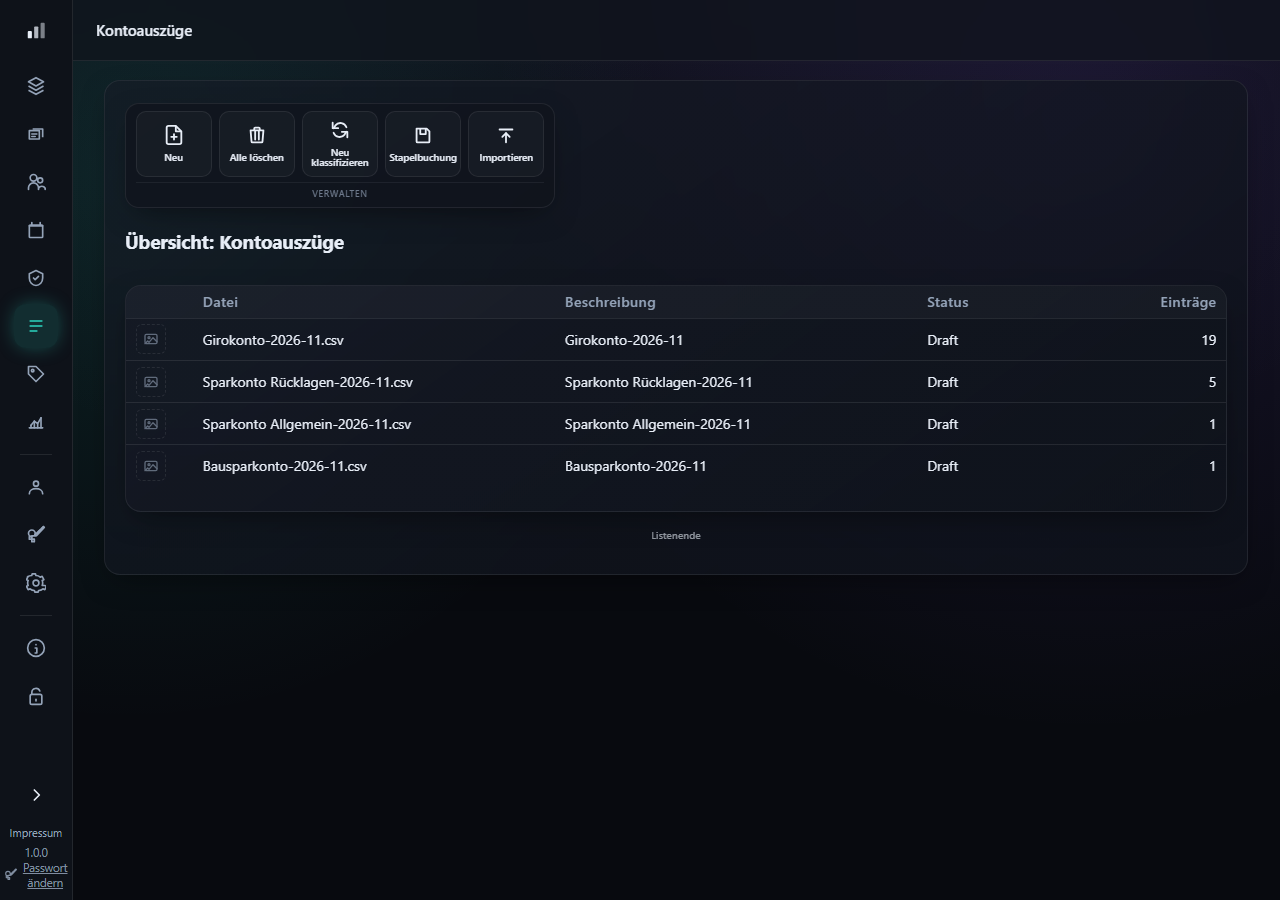 Kontoauszüge
Neu
Alle löschen
Neu
klassifizieren
Stapelbuchung
Importieren
VERWALTEN
Übersicht: Kontoauszüge
Datei Beschreibung Status Einträge
Girokonto-2026-11.csv Girokonto-2026-11 Draft 19
Sparkonto Rücklagen-2026-11.csv Sparkonto Rücklagen-2026-11 Draft 5
Sparkonto Allgemein-2026-11.csv Sparkonto Allgemein-2026-11 Draft 1
Bausparkonto-2026-11.csv Bausparkonto-2026-11 Draft 1
Listenende
Impressum
1.0.0
Passwort
ändern